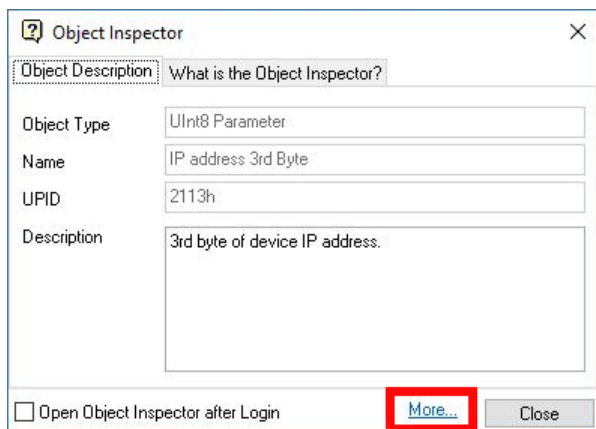 Object Inspector
Object Description What is the Object Inspector?
Object Type UInt8 Parameter
Name IP address 3rd Byte
UPID 2113h
Description 3rd byte of device IP address.
Open Object Inspector after Login More... Close